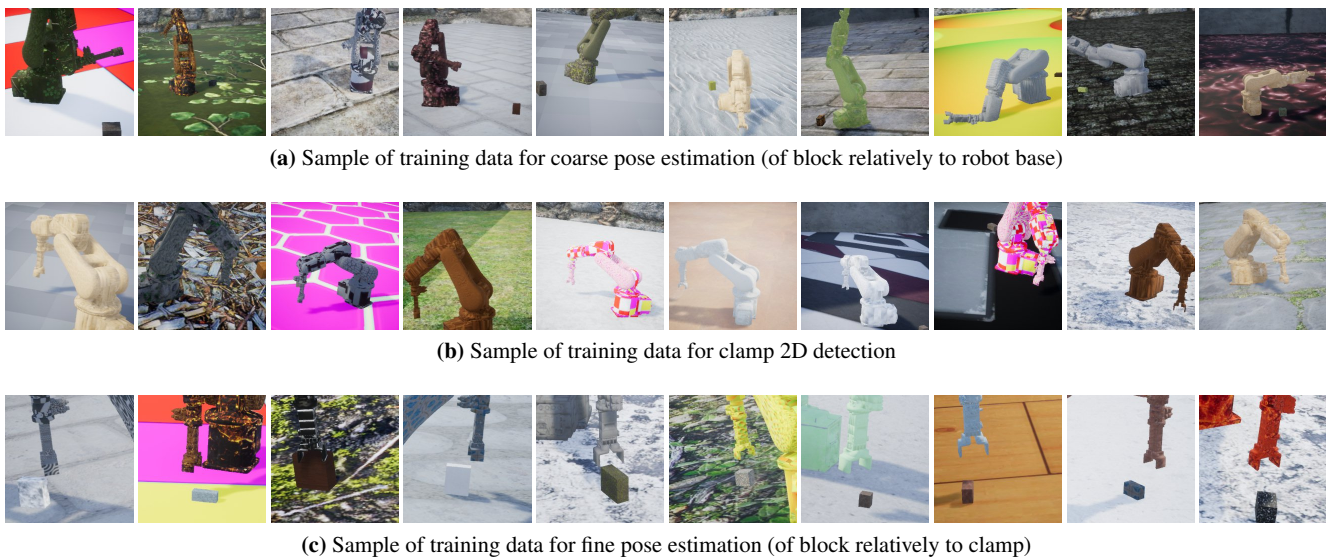 (a) Sample of training data for coarse pose estimation (of block relatively to robot base)
(b) Sample of training data for clamp 2D detection
(c) Sample of training data for fine pose estimation (of block relatively to clamp)